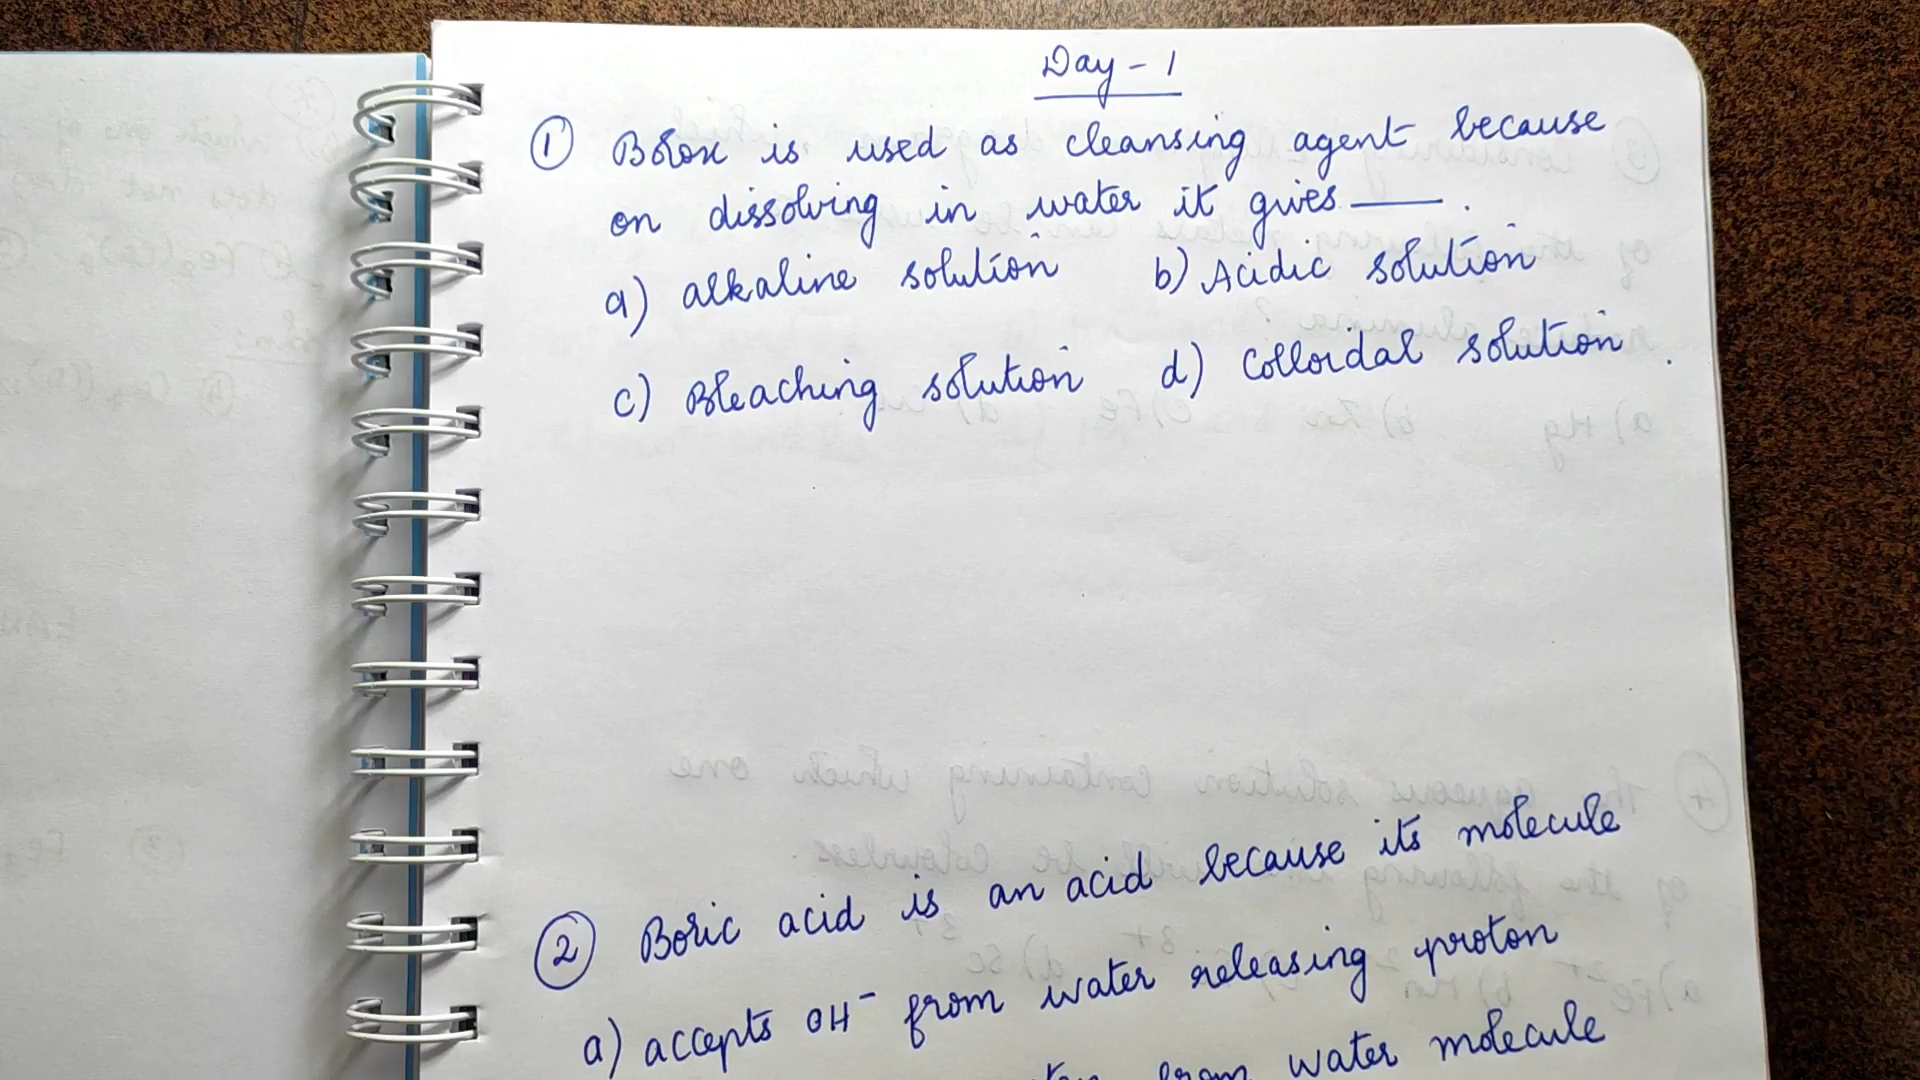 Day - 1
① Borax is used as cleansing agent because
on dissolving in water it gives ——— .
a) alkaline solution b) Acidic solution
c) Bleaching solution d) colloidal solution .
② Boric acid is an acid because its molecule
a) accepts OH⁻ from water releasing proton
from water molecule